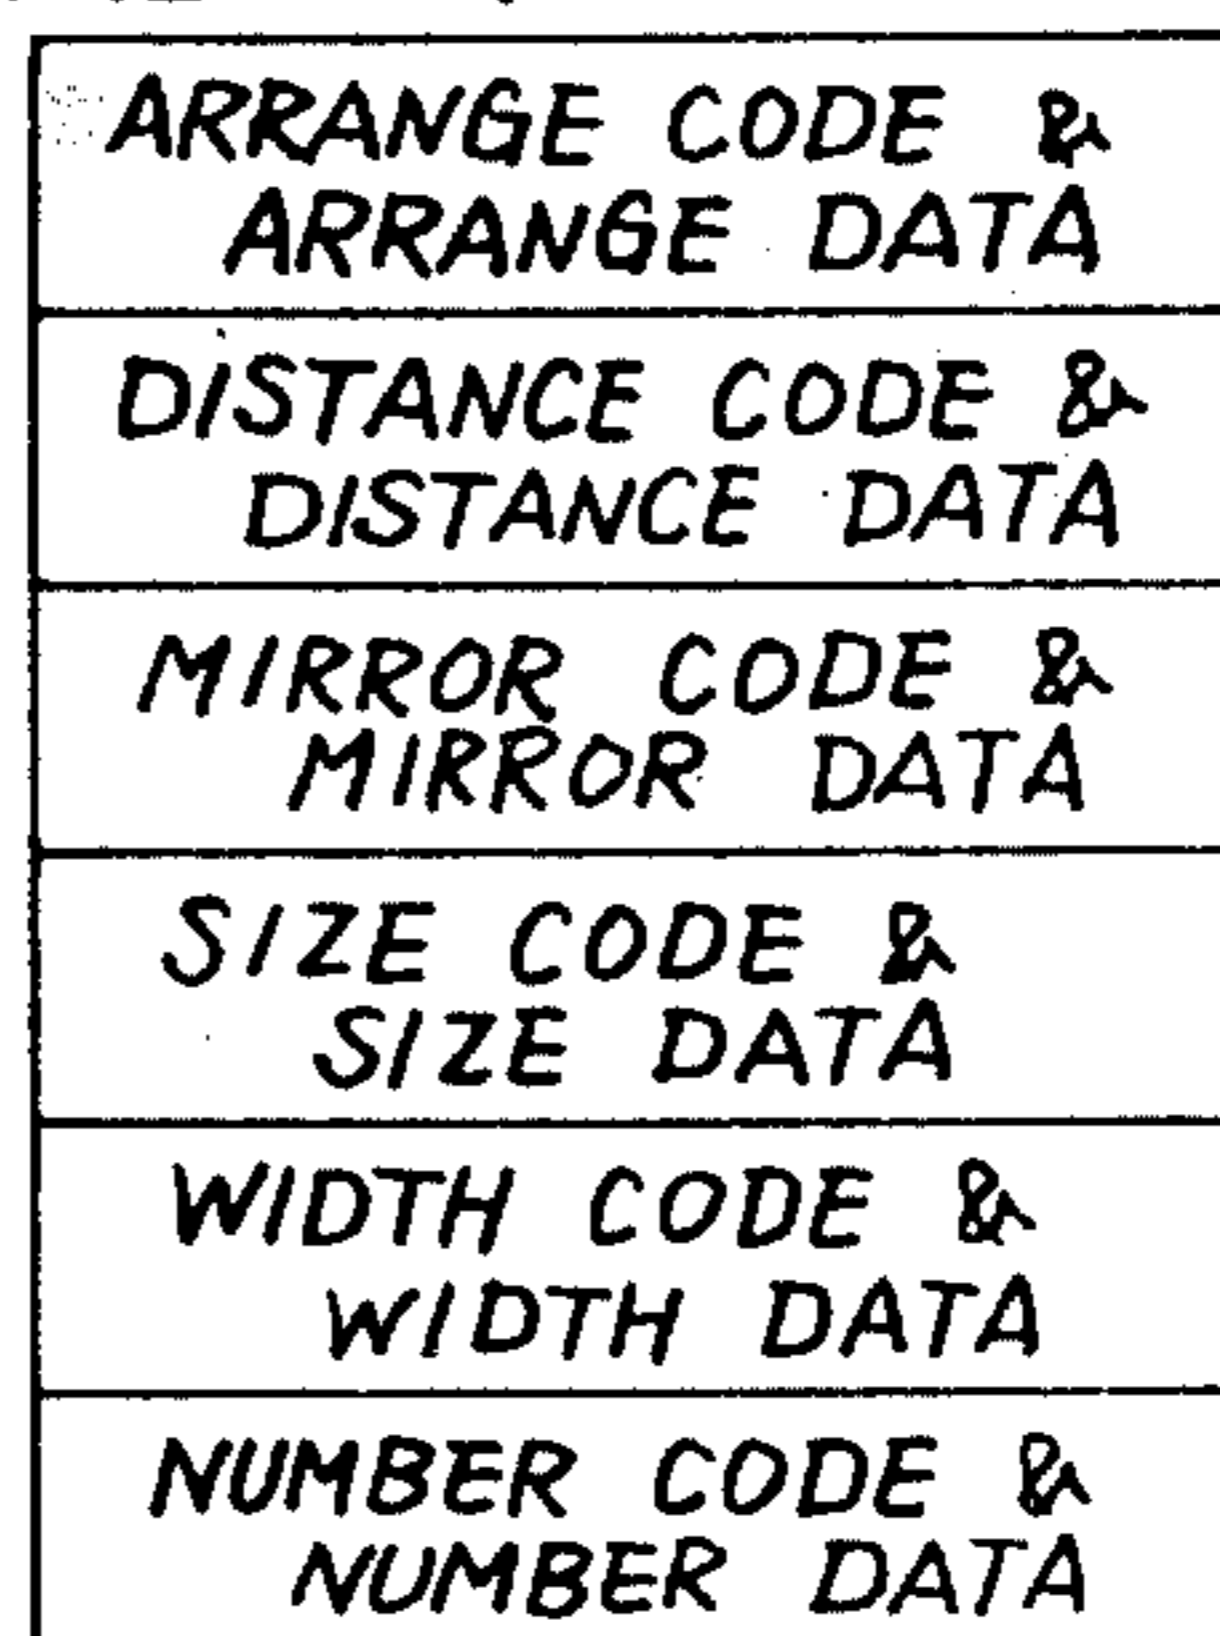 ARRANGE CODE &
ARRANGE DATA
DISTANCE CODE &
DISTANCE DATA
MIRROR CODE &
MIRROR DATA
SIZE CODE &
SIZE DATA
WIDTH CODE &
WIDTH DATA
NUMBER CODE &
NUMBER DATA